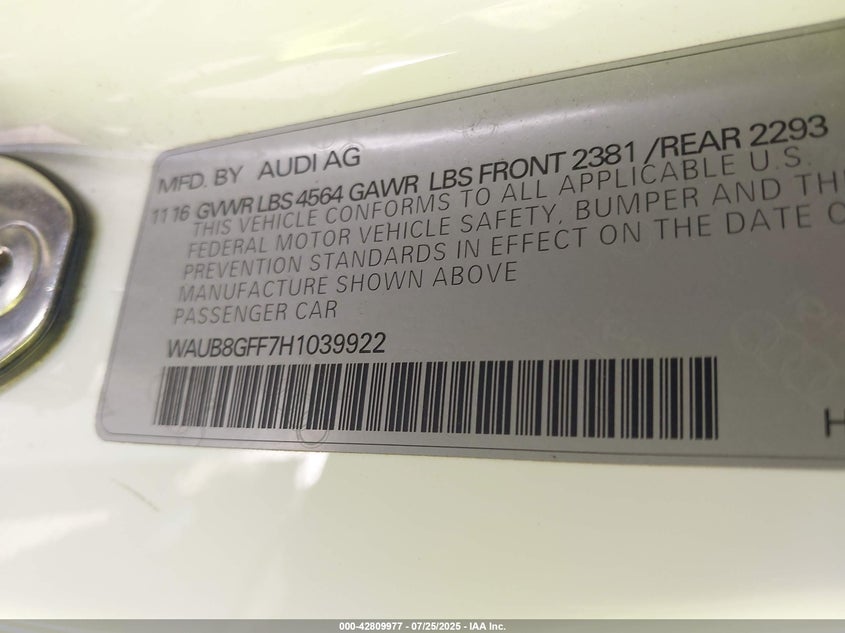 MFD. BY AUDI AG
11 16 GVWR LBS 4564 GAWR LBS FRONT 2381 /REAR 2293
THIS VEHICLE CONFORMS TO ALL APPLICABLE U.S.
FEDERAL MOTOR VEHICLE SAFETY, BUMPER AND
PREVENTION STANDARDS IN EFFECT ON THE DATE
MANUFACTURE SHOWN ABOVE
PASSENGER CAR
WAUB8GFF7H1039922
H
000-42809977 - 07/25/2025 - IAA Inc.